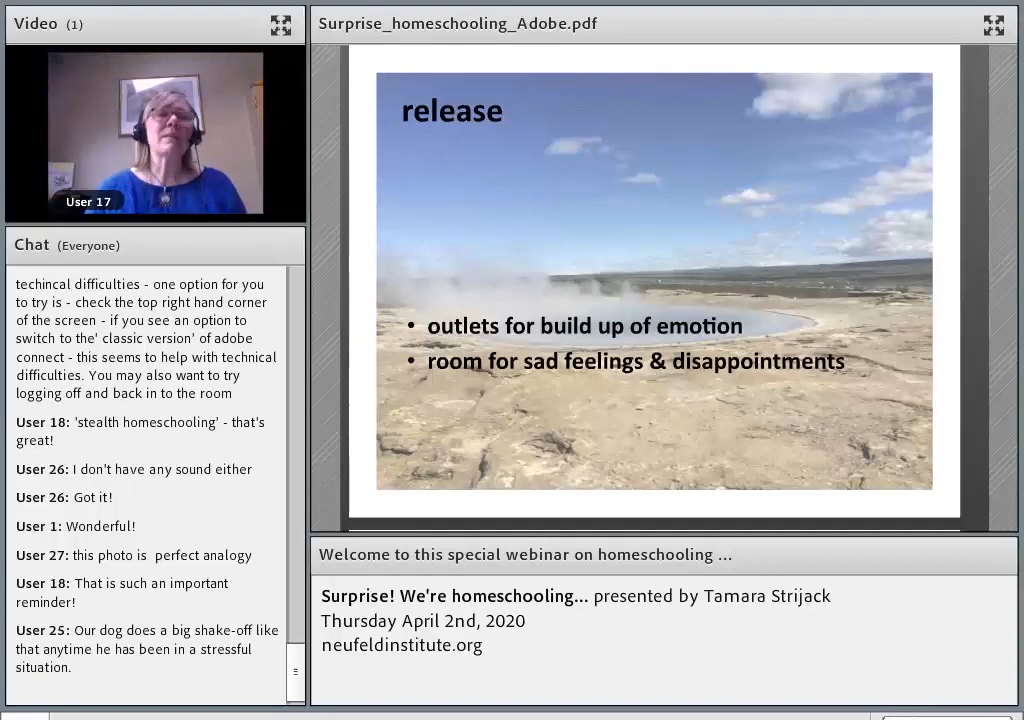 Video (1)
User 17
Chat (Everyone)
techincal difficulties - one option for you
to try is - check the top right hand corner
of the screen - if you see an option to
switch to the' classic version' of adobe
connect - this seems to help with technical
difficulties. You may also want to try
logging off and back in to the room
User 18: 'stealth homeschooling' - that's
great!
User 26: I don't have any sound either
User 26: Got it!
User 1: Wonderful!
User 27: this photo is  perfect analogy
User 18: That is such an important
reminder!
User 25: Our dog does a big shake-off like
that anytime he has been in a stressful
situation.
Surprise_homeschooling_Adobe.pdf
release
• outlets for build up of emotion
• room for sad feelings & disappointments
Welcome to this special webinar on homeschooling ...
Surprise! We're homeschooling... presented by Tamara Strijack
Thursday April 2nd, 2020
neufeldinstitute.org